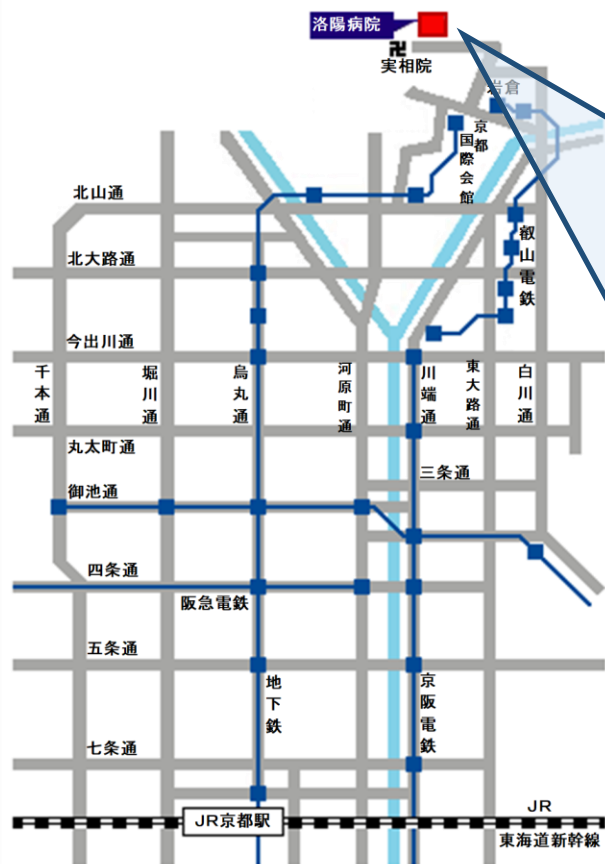 洛陽病院
実相院
岩倉
京都
国際会館
北山通
叡山電鉄
北大路通
今出川通
千本通
堀川通
烏丸通
河原町通
川端通
東大路通
白川通
丸太町通
三条通
御池通
四条通
阪急電鉄
五条通
地下鉄
京阪電鉄
七条通
JR京都駅
JR
東海道新幹線